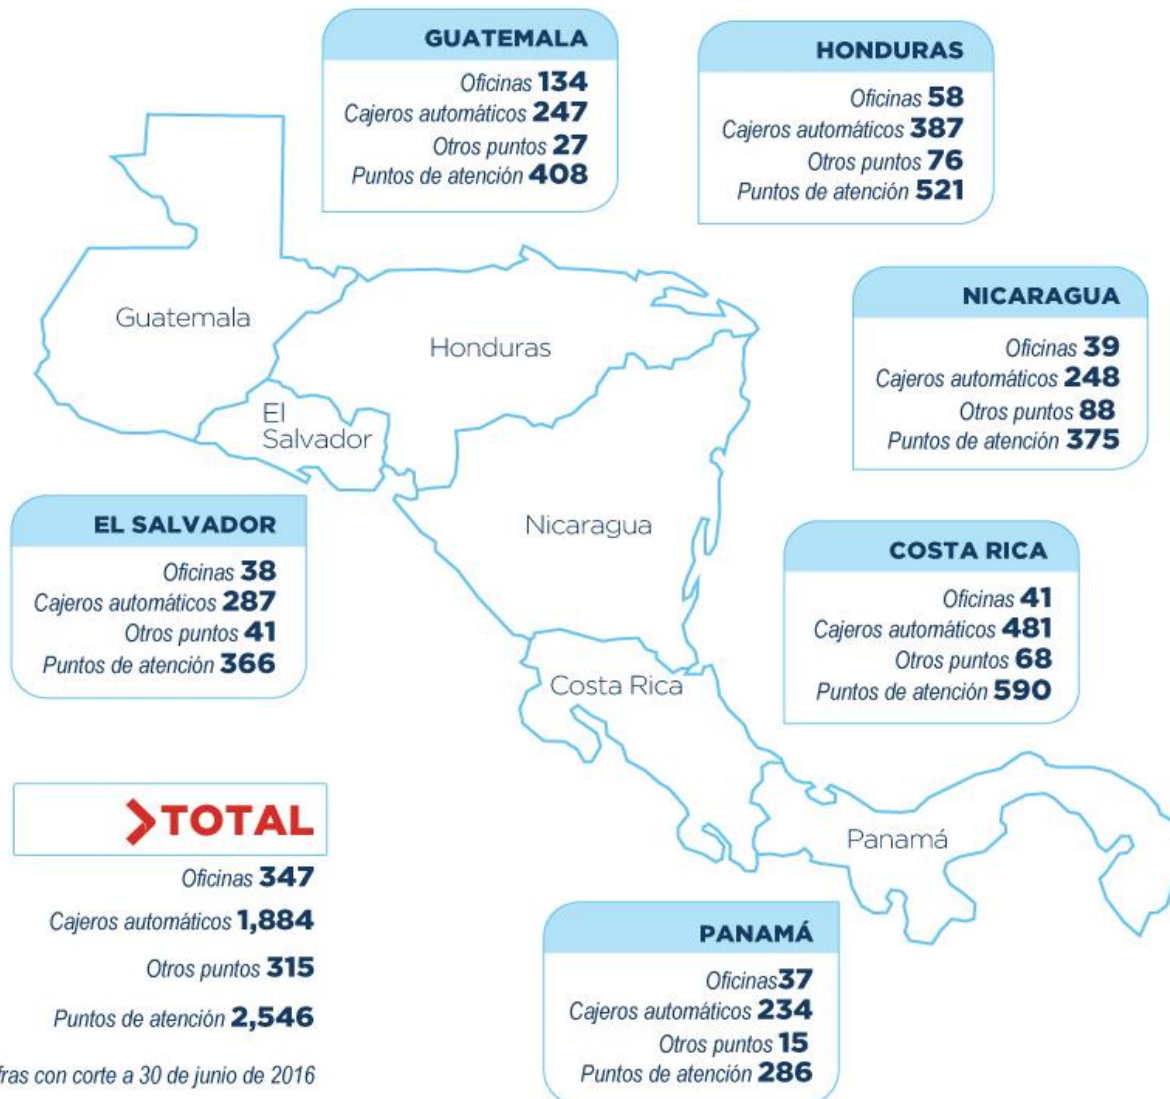 GUATEMALA
Oficinas 134
Cajeros automáticos 247
Otros puntos 27
Puntos de atención 408
HONDURAS
Oficinas 58
Cajeros automáticos 387
Otros puntos 76
Puntos de atención 521
NICARAGUA
Oficinas 39
Cajeros automáticos 248
Otros puntos 88
Puntos de atención 375
Guatemala
Honduras
El
Salvador
Nicaragua
Costa Rica
Panamá
EL SALVADOR
Oficinas 38
Cajeros automáticos 287
Otros puntos 41
Puntos de atención 366
COSTA RICA
Oficinas 41
Cajeros automáticos 481
Otros puntos 68
Puntos de atención 590
TOTAL
Oficinas 347
Cajeros automáticos 1,884
Otros puntos 315
Puntos de atención 2,546
fras con corte a 30 de junio de 2016
PANAMÁ
Oficinas37
Cajeros automáticos 234
Otros puntos 15
Puntos de atención 286